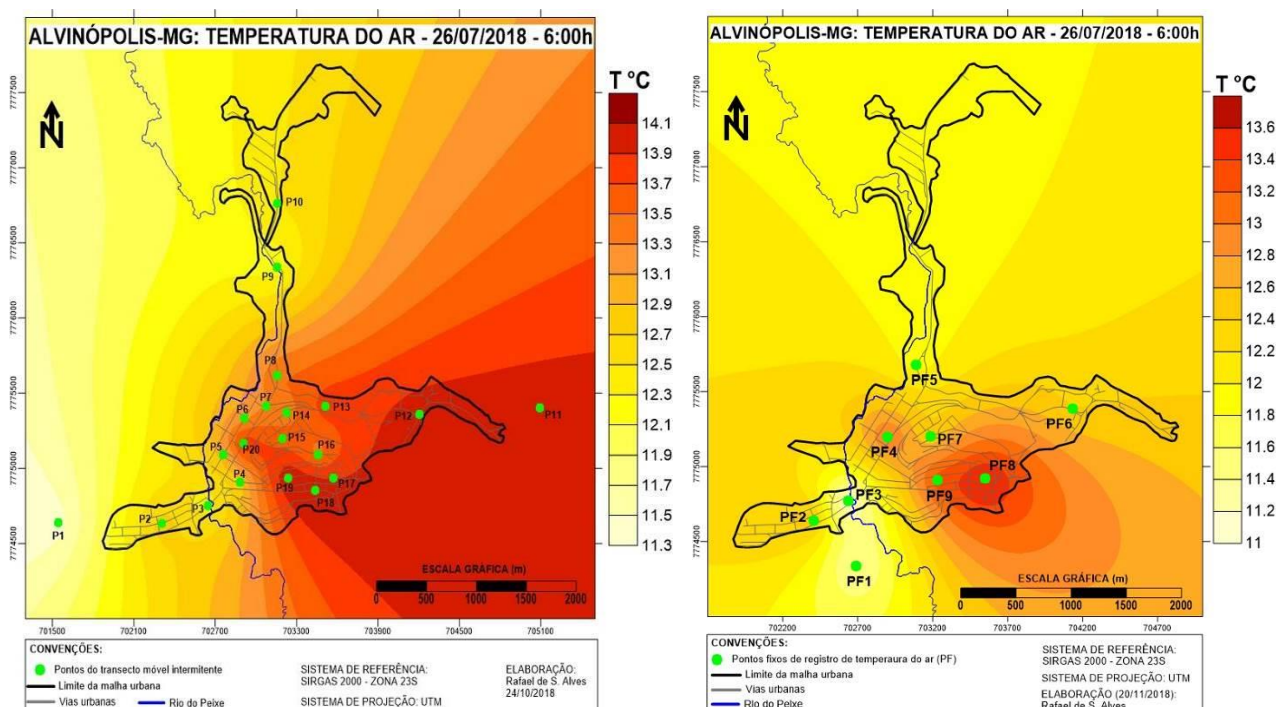 ALVINÓPOLIS-MG: TEMPERATURA DO AR - 26/07/2018 - 6:00h
T °C
N
7777500
7777000
7776500
7776000
7775500
7775000
7774500
14.1
13.9
13.7
13.5
13.3
13.1
12.9
12.7
12.5
12.3
12.1
11.9
11.7
11.5
11.3
P10
P9
P8
P7
P13
P14
P12
P11
P6
P15
P20
P16
P5
P4
P19
P17
P18
P3
P2
P1
ESCALA GRÁFICA (m)
0 500 1000 1500 2000
701500 702100 702700 703300 703900 704500 705100
CONVENÇÕES:
Pontos do transecto móvel intermitente
Limite da malha urbana
Vias urbanas
Rio do Peixe
SISTEMA DE REFERÊNCIA:
SIRGAS 2000 - ZONA 23S
SISTEMA DE PROJEÇÃO: UTM
ELABORAÇÃO:
Rafael de S. Alves
24/10/2018
ALVINÓPOLIS-MG: TEMPERATURA DO AR - 26/07/2018 - 6:00h
T °C
N
7777500
7777000
7776500
7776000
7775500
7775000
7774500
13.6
13.4
13.2
13
12.8
12.6
12.4
12.2
12
11.8
11.6
11.4
11.2
11
PF5
PF6
PF4
PF7
PF8
PF9
PF3
PF2
PF1
ESCALA GRÁFICA (m)
0 500 1000 1500 2000
702200 702700 703200 703700 704200 704700
CONVENÇÕES:
Pontos fixos de registro de temperaura do ar (PF)
Limite da malha urbana
Vias urbanas
Rio do Peixe
SISTEMA DE REFERÊNCIA:
SIRGAS 2000 - ZONA 23S
SISTEMA DE PROJEÇÃO: UTM
ELABORAÇÃO (20/11/2018):
Rafael de S. Alves